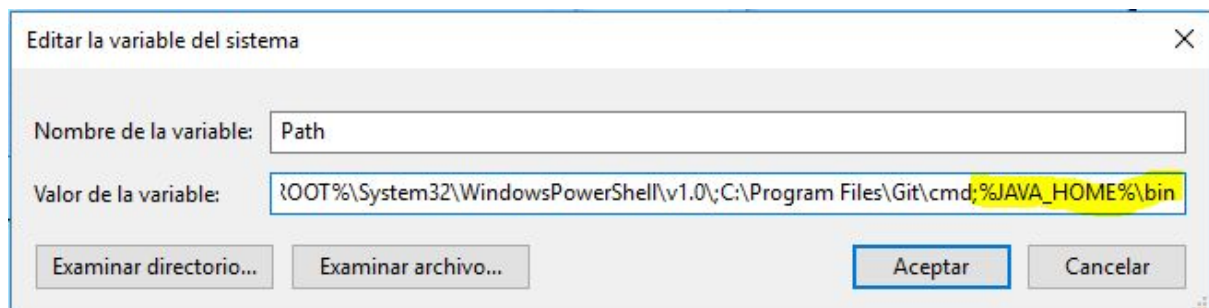 Editar la variable del sistema
Nombre de la variable: Path
Valor de la variable: ROOT%\System32\WindowsPowerShell\v1.0\;C:\Program Files\Git\cmd;%JAVA_HOME%\bin
Examinar directorio... Examinar archivo... Aceptar Cancelar